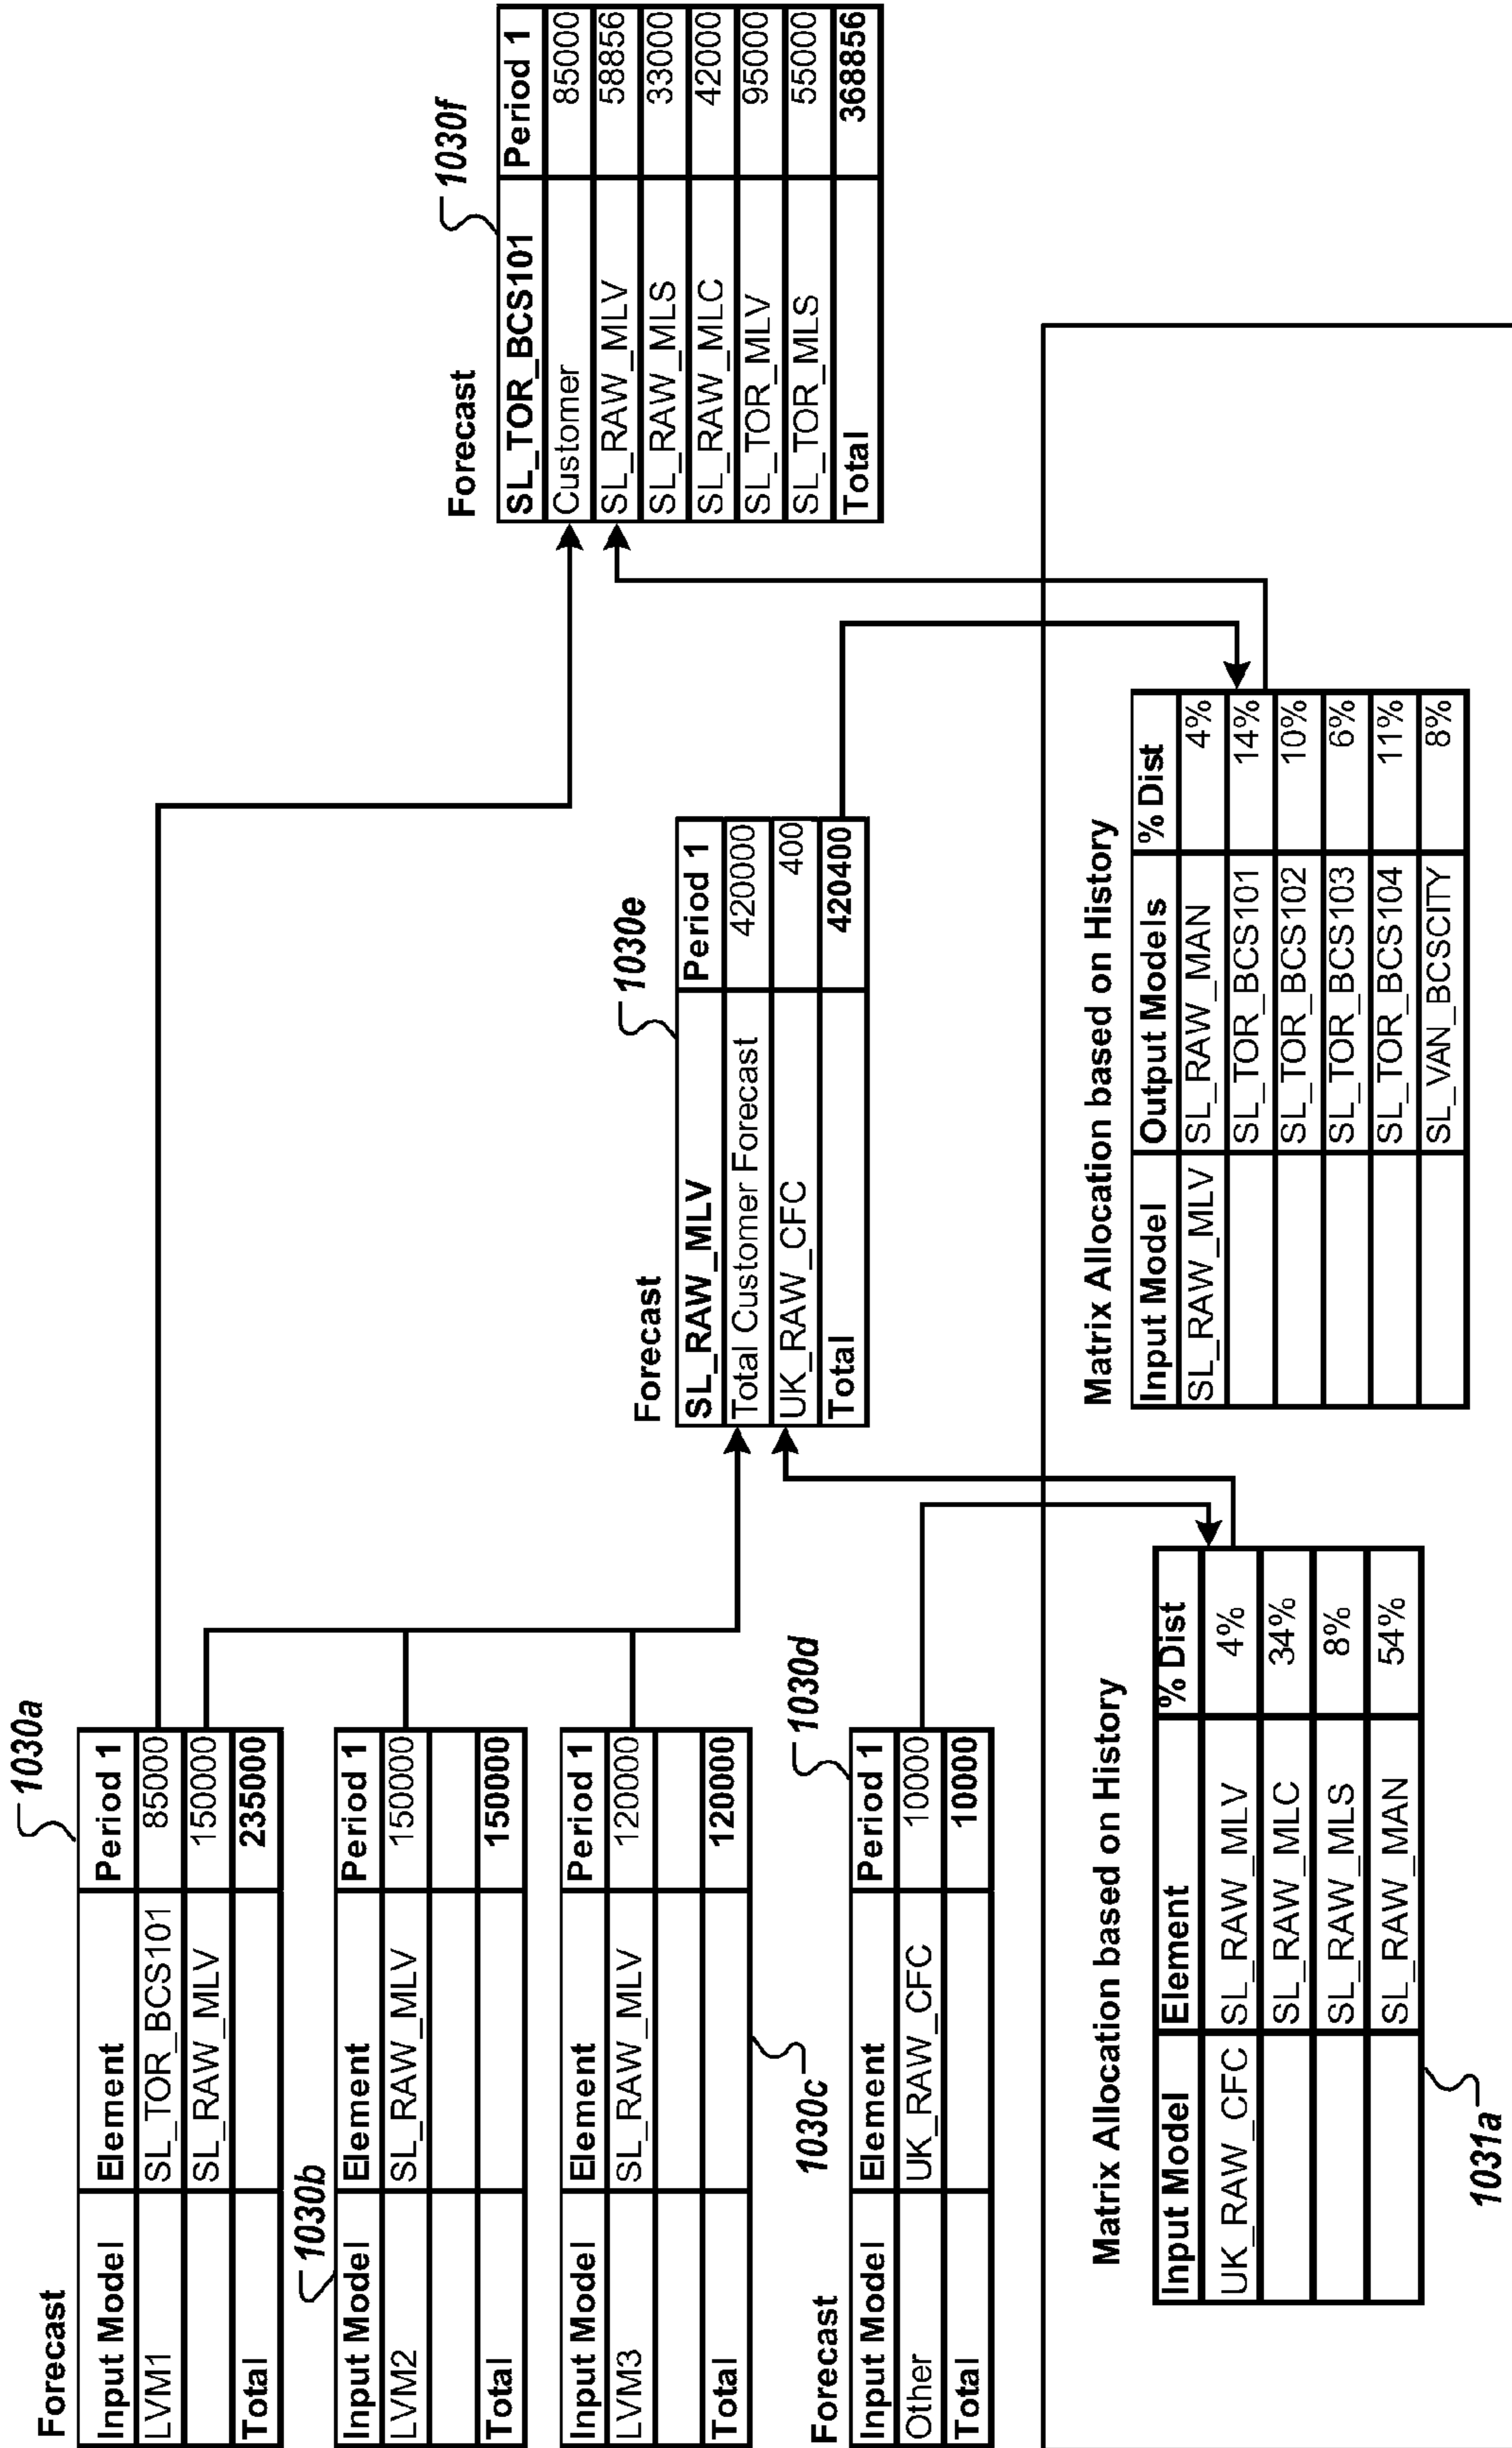 Forecast
1030a
Input Model Element Period 1
LVM1 SL_TOR_BCS101 85000
SL_RAW_MLV 150000
Total 235000
1030b
Input Model Element Period 1
LVM2 SL_RAW_MLV 150000
Total 150000
Input Model Element Period 1
LVM3 SL_RAW_MLV 120000
Total 120000
1030c
Forecast
1030d
Input Model Element Period 1
Other UK_RAW_CFC 10000
Total 10000
Matrix Allocation based on History
Input Model Element % Dist
UK_RAW_CFC SL_RAW_MLV 4%
SL_RAW_MLC 34%
SL_RAW_MLS 8%
SL_RAW_MAN 54%
1031a
Forecast
1030e
SL_RAW_MLV Period 1
Total Customer Forecast 420000
UK_RAW_CFC 400
Total 420400
Matrix Allocation based on History
Input Model Output Models % Dist
SL_RAW_MLV SL_RAW_MAN 4%
SL_TOR_BCS101 14%
SL_TOR_BCS102 10%
SL_TOR_BCS103 6%
SL_TOR_BCS104 11%
SL_VAN_BCSCITY 8%
Forecast
1030f
SL_TOR_BCS101 Period 1
Customer 85000
SL_RAW_MLV 58856
SL_RAW_MLS 33000
SL_RAW_MLC 42000
SL_TOR_MLV 95000
SL_TOR_MLS 55000
Total 368856